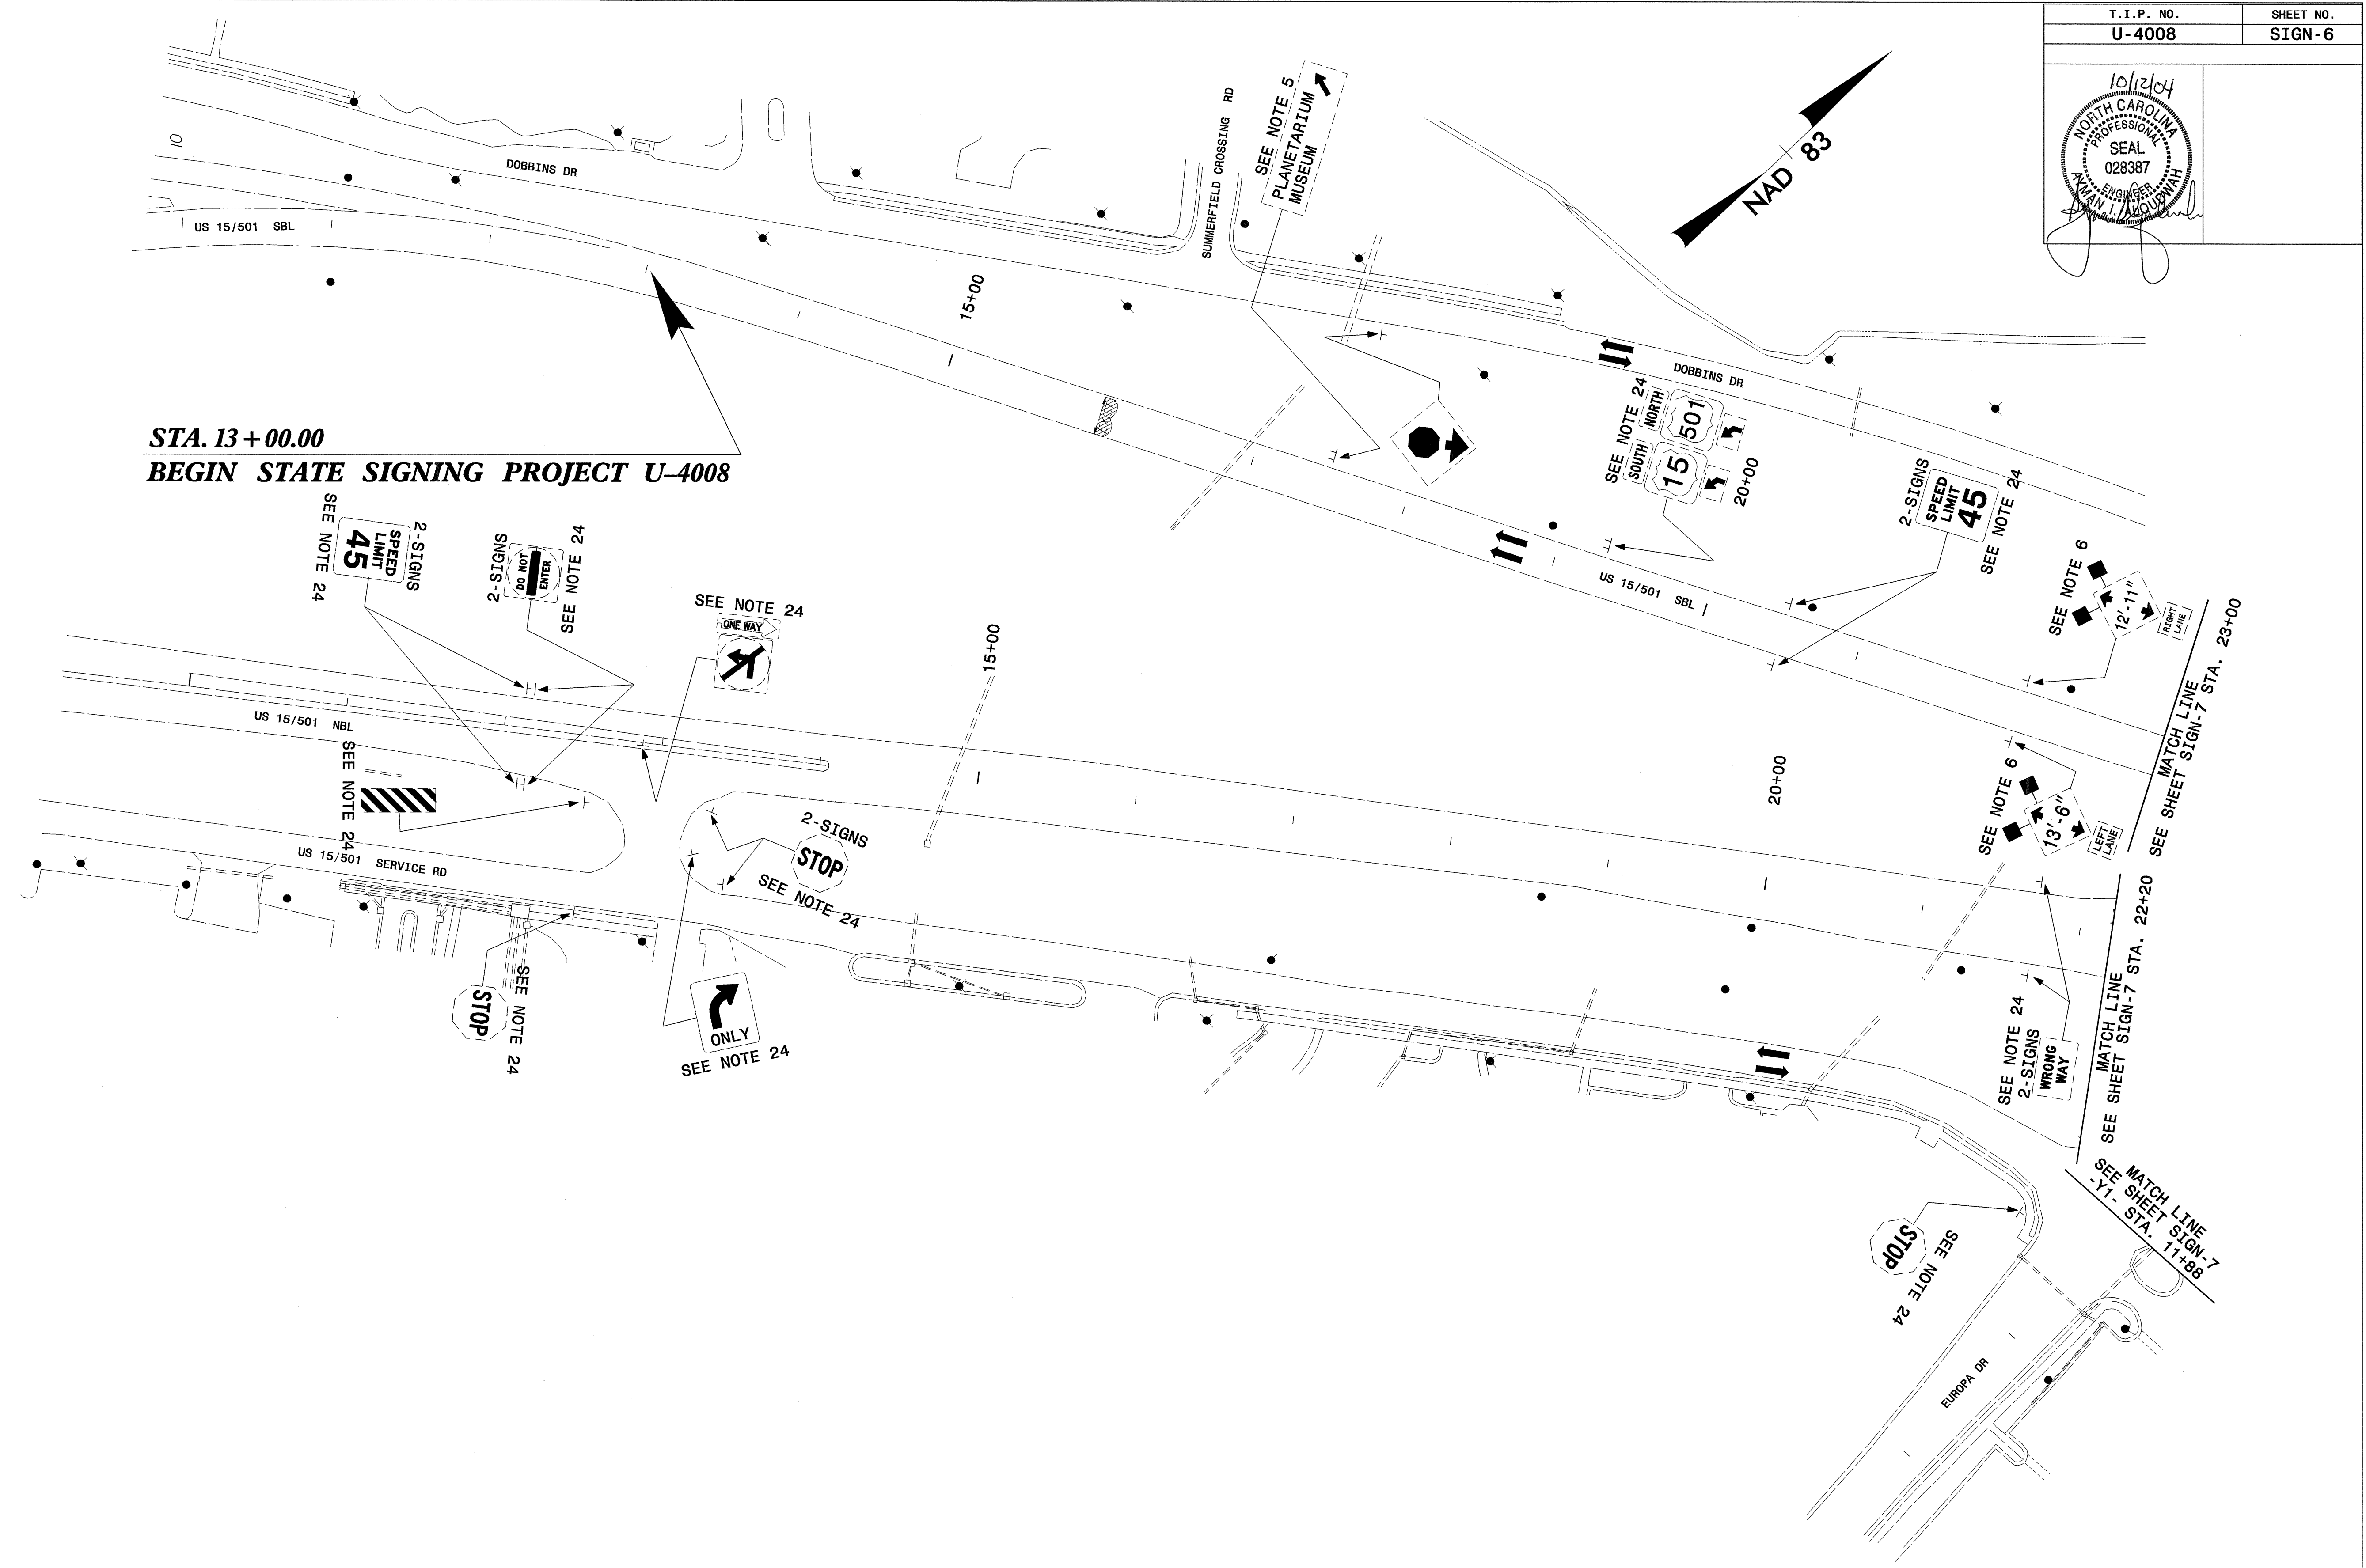 T.I.P. NO.
SHEET NO.
U-4008
SIGN-6
10/12/04
NORTH CAROLINA
PROFESSIONAL
SEAL
028387
ENGINEER
NAD 83
10
DOBBINS DR
US 15/501 SBL
SUMMERFIELD CROSSING RD
SEE NOTE 5
PLANETARIUM
MUSEUM
15+00
DOBBINS DR
STA. 13+00.00
BEGIN STATE SIGNING PROJECT U-4008
SEE NOTE 24
NORTH
SOUTH
501
15
20+00
2-SIGNS
SPEED
LIMIT
45
SEE NOTE 24
US 15/501 SBL
SEE NOTE 6
12'-11"
RIGHT
LANE
MATCH LINE
SEE SHEET SIGN-7 STA. 23+00
2-SIGNS
SPEED
LIMIT
45
SEE NOTE 24
2-SIGNS
DO NOT
ENTER
SEE NOTE 24
SEE NOTE 24
ONE WAY
15+00
US 15/501 NBL
SEE NOTE 24
20+00
SEE NOTE 6
13'-6"
LEFT
LANE
2-SIGNS
STOP
SEE NOTE 24
US 15/501 SERVICE RD
STOP
SEE NOTE 24
ONLY
SEE NOTE 24
SEE NOTE 24
2-SIGNS
WRONG
WAY
MATCH LINE
SEE SHEET SIGN-7 STA. 22+20
MATCH LINE
SEE SHEET SIGN-7
-Y1- STA. 11+88
STOP
SEE NOTE 24
EUROPA DR